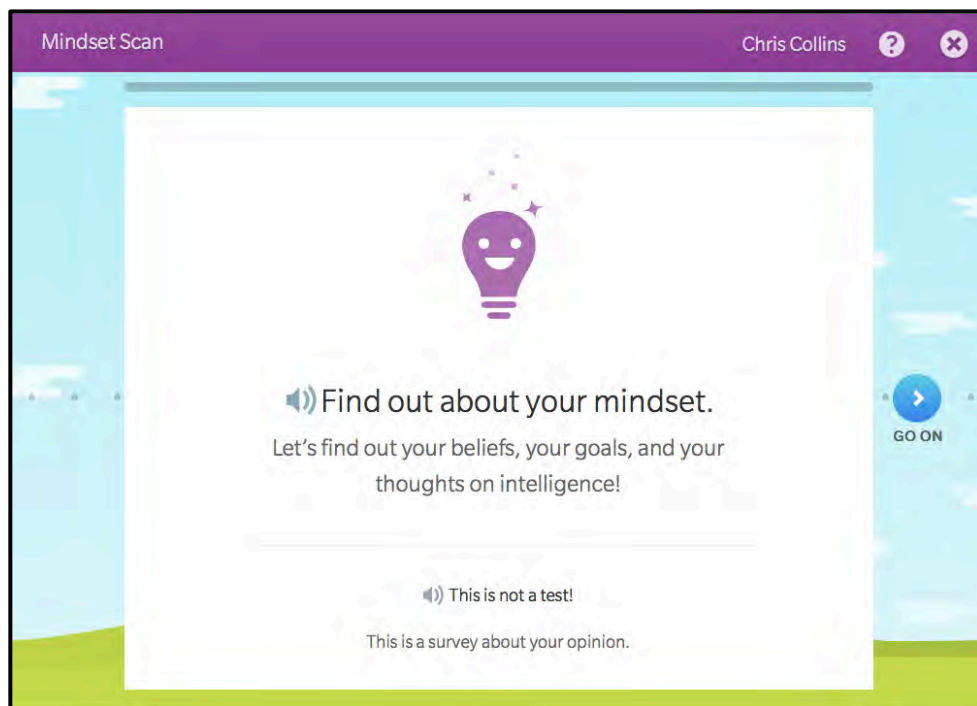 Mindset Scan
Chris Collins
?
Find out about your mindset.
Let's find out your beliefs, your goals, and your
thoughts on intelligence!
GO ON
This is not a test!
This is a survey about your opinion.